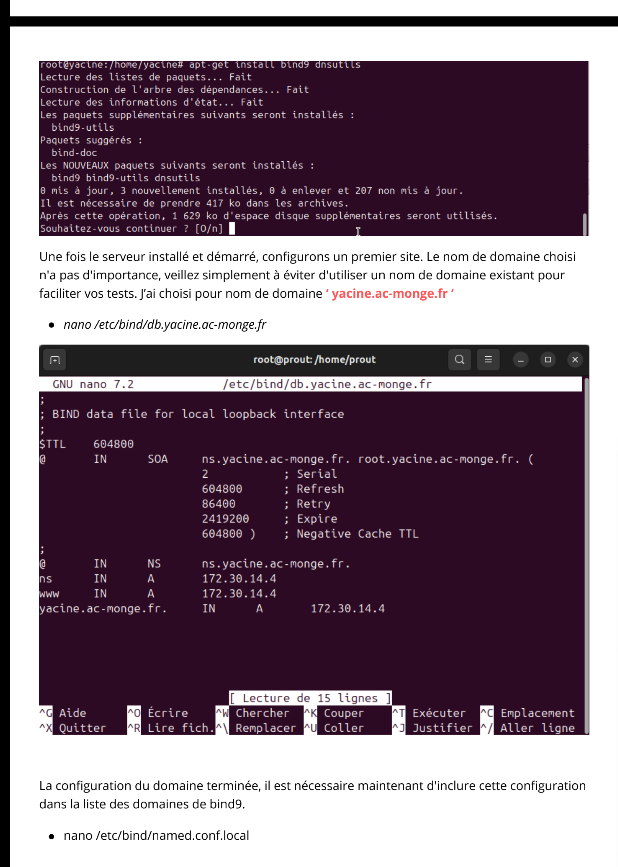 root@yacine:/home/yacine# apt-get install bind9 dnsutils
Lecture des listes de paquets... Fait
Construction de l'arbre des dépendances... Fait
Lecture des informations d'état... Fait
Les paquets supplémentaires suivants seront installés :
bind9-utils
Paquets suggérés :
bind-doc
Les NOUVEAUX paquets suivants seront installés :
bind9 bind9-utils dnsutils
0 mis à jour, 3 nouvellement installés, 0 à enlever et 207 non mis à jour.
Il est nécessaire de prendre 417 ko dans les archives.
Après cette opération, 1 629 ko d'espace disque supplémentaires seront utilisés.
Souhaitez-vous continuer ? [O/n]
Une fois le serveur installé et démarré, configurons un premier site. Le nom de domaine choisi
n'a pas d'importance, veillez simplement à éviter d'utiliser un nom de domaine existant pour
faciliter vos tests. J'ai choisi pour nom de domaine ‘ yacine.ac-monge.fr ’
● nano /etc/bind/db.yacine.ac-monge.fr
root@prout: /home/prout
GNU nano 7.2 /etc/bind/db.yacine.ac-monge.fr
;
; BIND data file for local loopback interface
;
$TTL 604800
@ IN SOA ns.yacine.ac-monge.fr. root.yacine.ac-monge.fr. (
2 ; Serial
604800 ; Refresh
86400 ; Retry
2419200 ; Expire
604800 ) ; Negative Cache TTL
;
@ IN NS ns.yacine.ac-monge.fr.
ns IN A 172.30.14.4
www IN A 172.30.14.4
yacine.ac-monge.fr. IN A 172.30.14.4
[ Lecture de 15 lignes ]
^G Aide ^O Écrire ^W Chercher ^K Couper ^T Exécuter ^C Emplacement
^X Quitter ^R Lire fich. ^\ Remplacer ^U Coller ^J Justifier ^/ Aller ligne
La configuration du domaine terminée, il est nécessaire maintenant d'inclure cette configuration
dans la liste des domaines de bind9.
● nano /etc/bind/named.conf.local